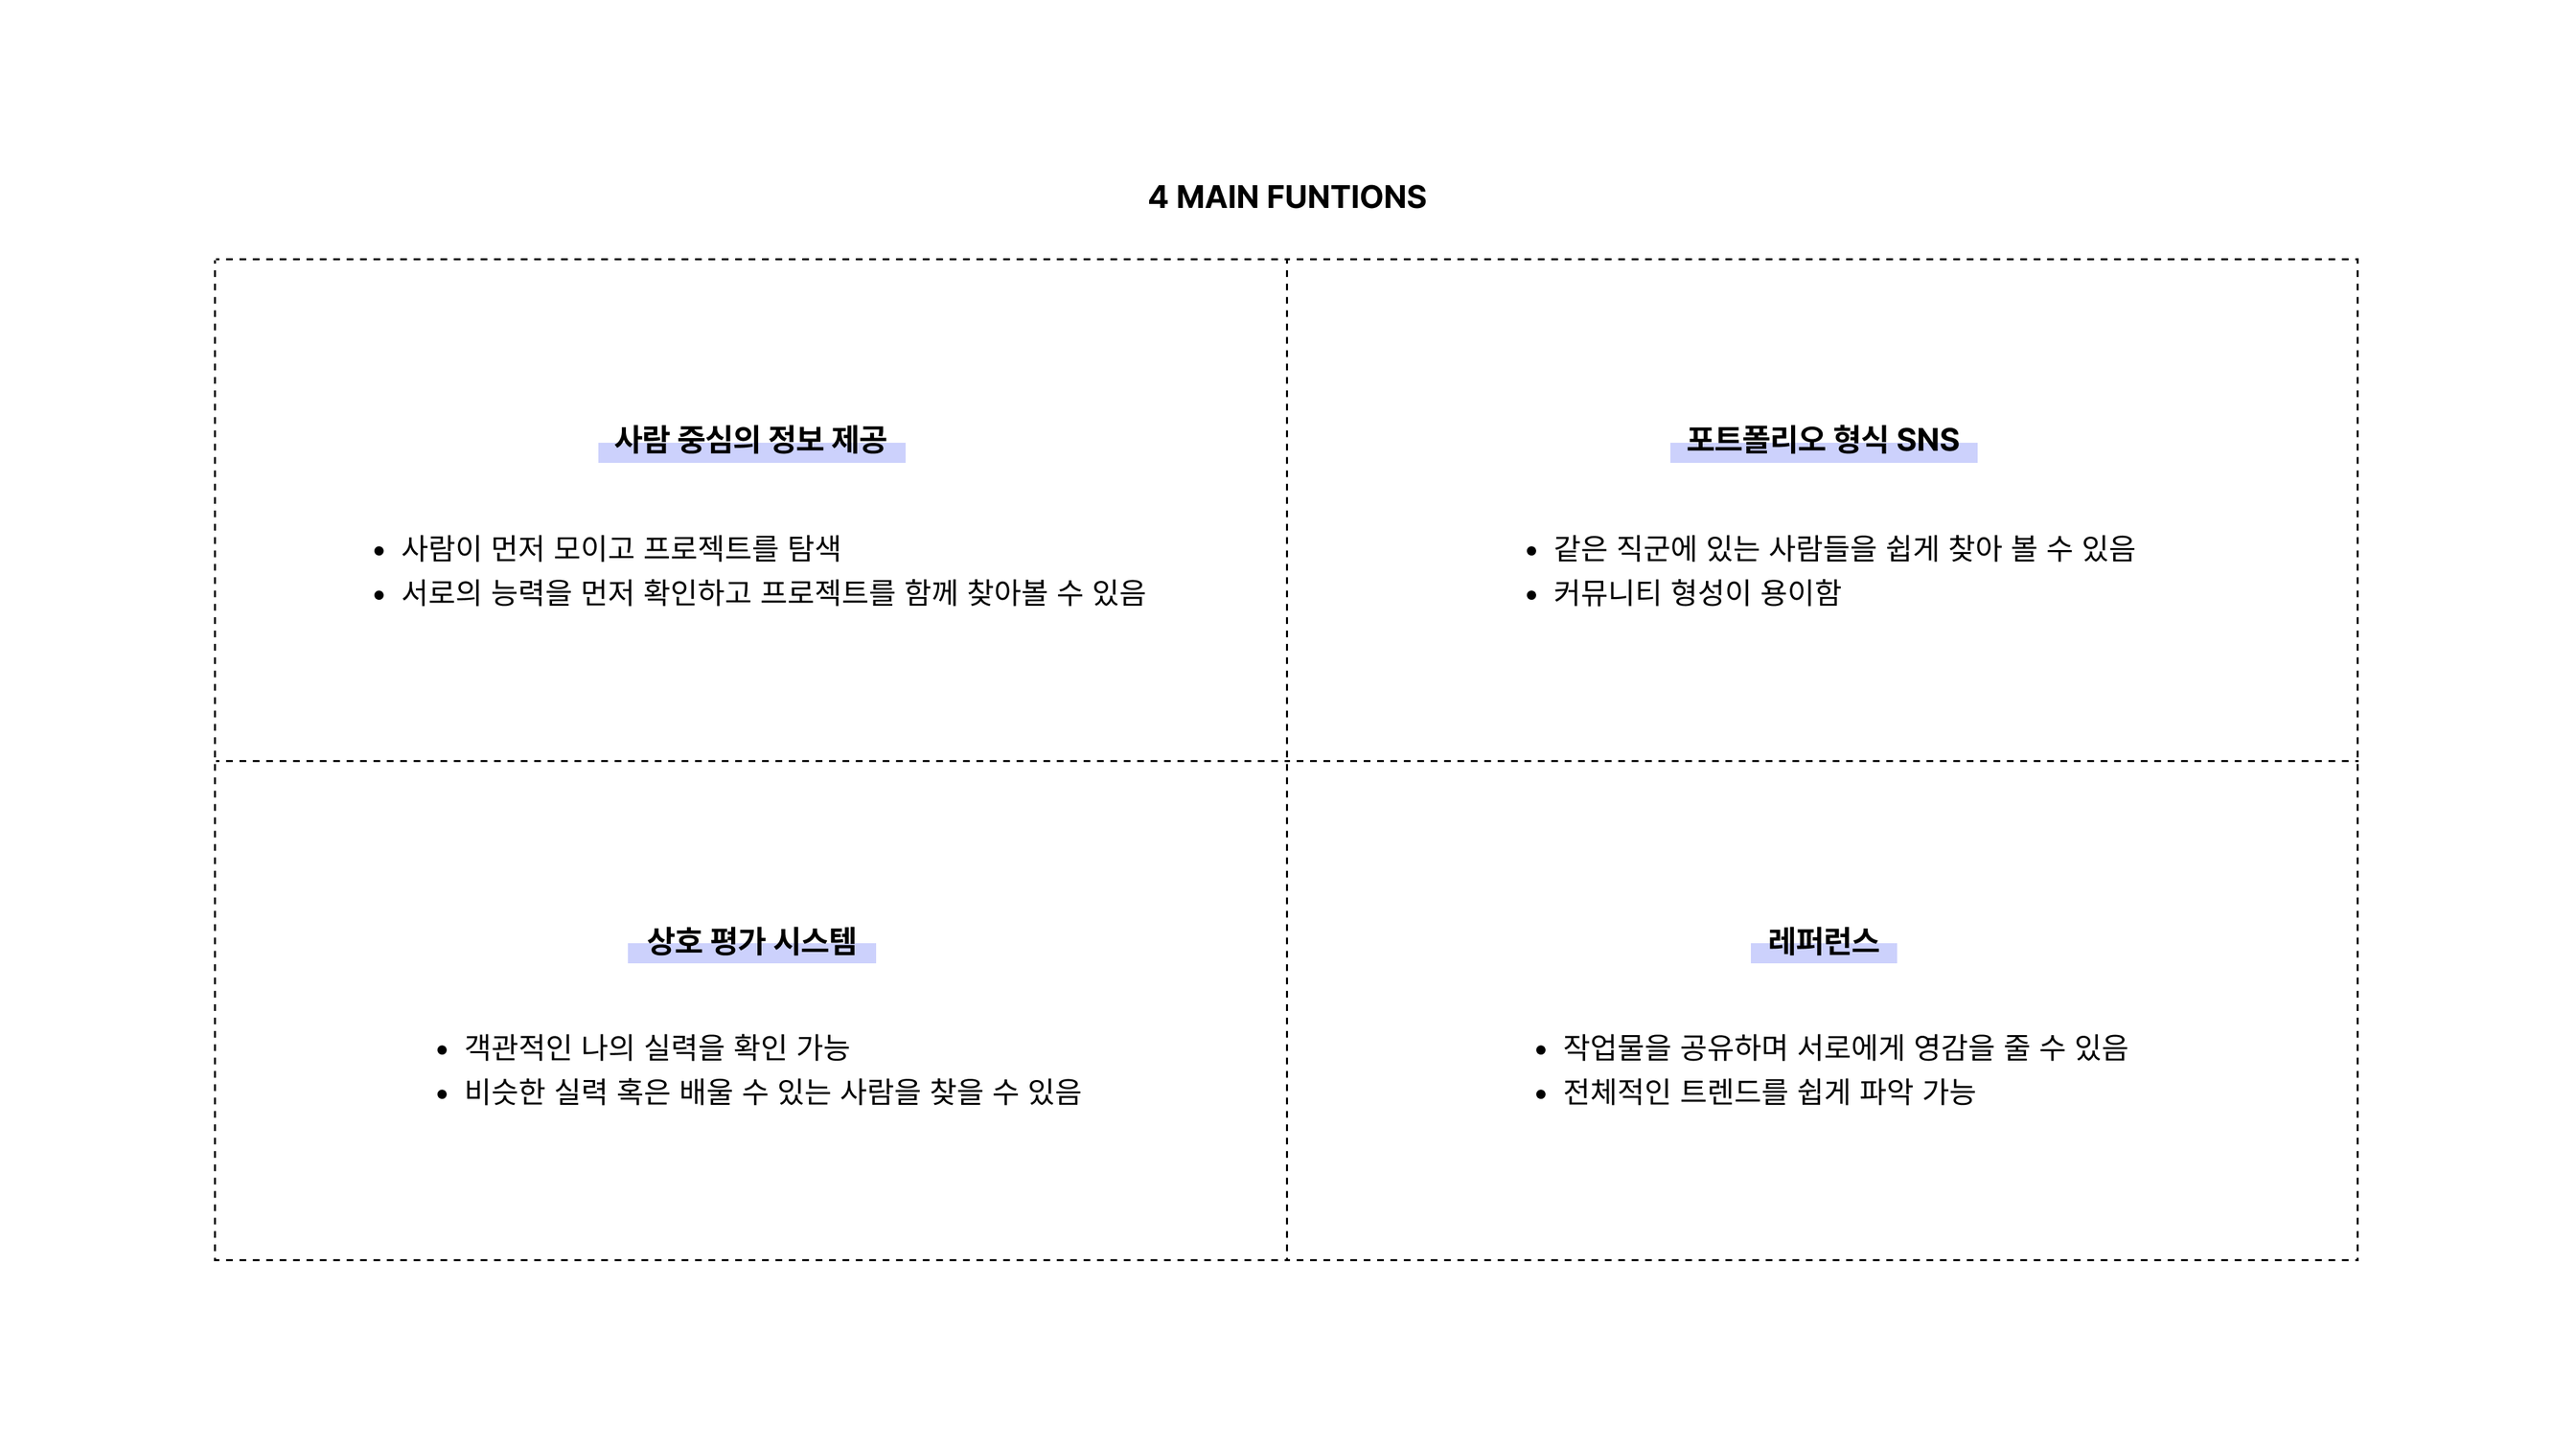 4 MAIN FUNTIONS
사람 중심의 정보 제공
• 사람이 먼저 모이고 프로젝트를 탐색
• 서로의 능력을 먼저 확인하고 프로젝트를 함께 찾아볼 수 있음
포트폴리오 형식 SNS
• 같은 직군에 있는 사람들을 쉽게 찾아 볼 수 있음
• 커뮤니티 형성이 용이함
상호 평가 시스템
• 객관적인 나의 실력을 확인 가능
• 비슷한 실력 혹은 배울 수 있는 사람을 찾을 수 있음
레퍼런스
• 작업물을 공유하며 서로에게 영감을 줄 수 있음
• 전체적인 트렌드를 쉽게 파악 가능